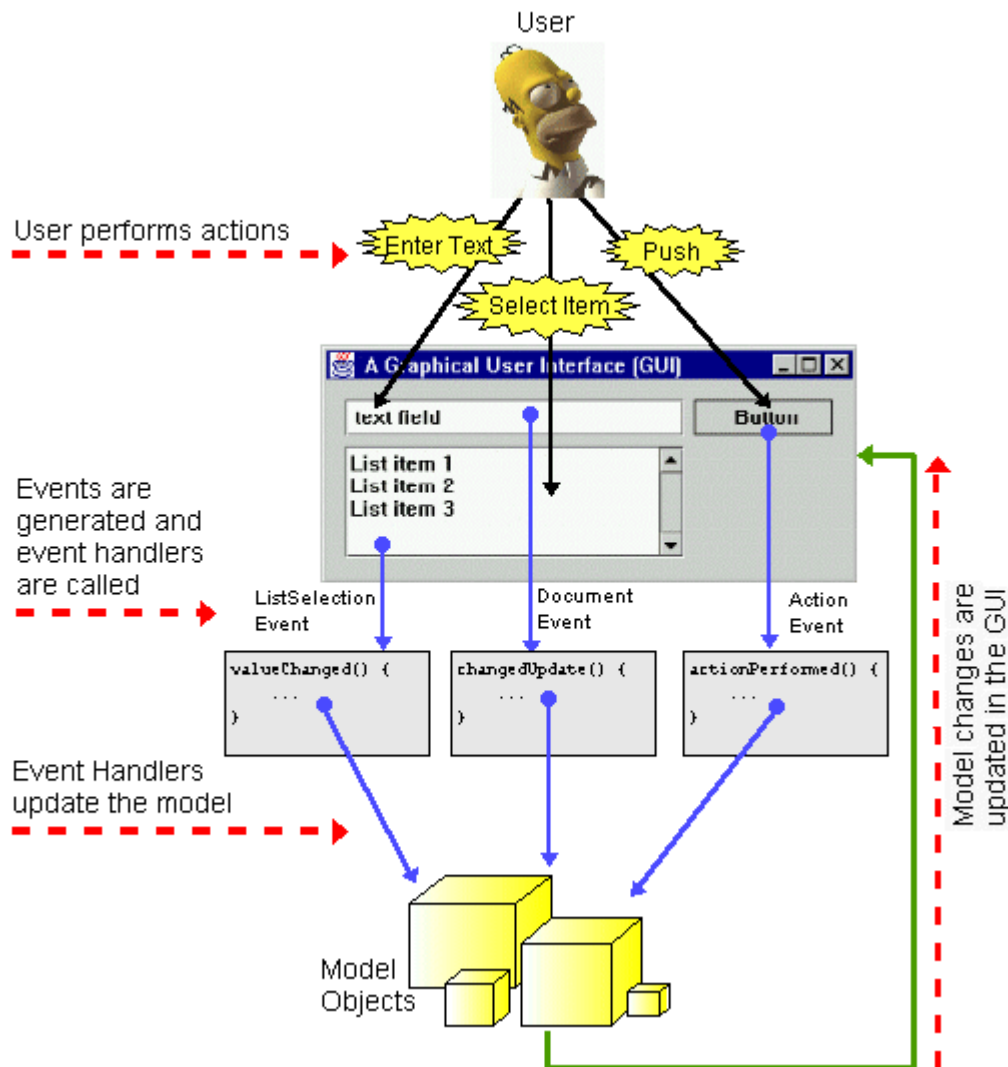 User
User performs actions
Enter Text
Push
Select Item
A Graphical User Interface (GUI)
text field
Button
List item 1
List item 2
List item 3
Events are
generated and
event handlers
are called
ListSelection
Event
Document
Event
Action
Event
valueChanged() {
...
}
changedUpdate() {
...
}
actionPerformed() {
...
}
Event Handlers
update the model
Model
Objects
Model changes are
updated in the GUI